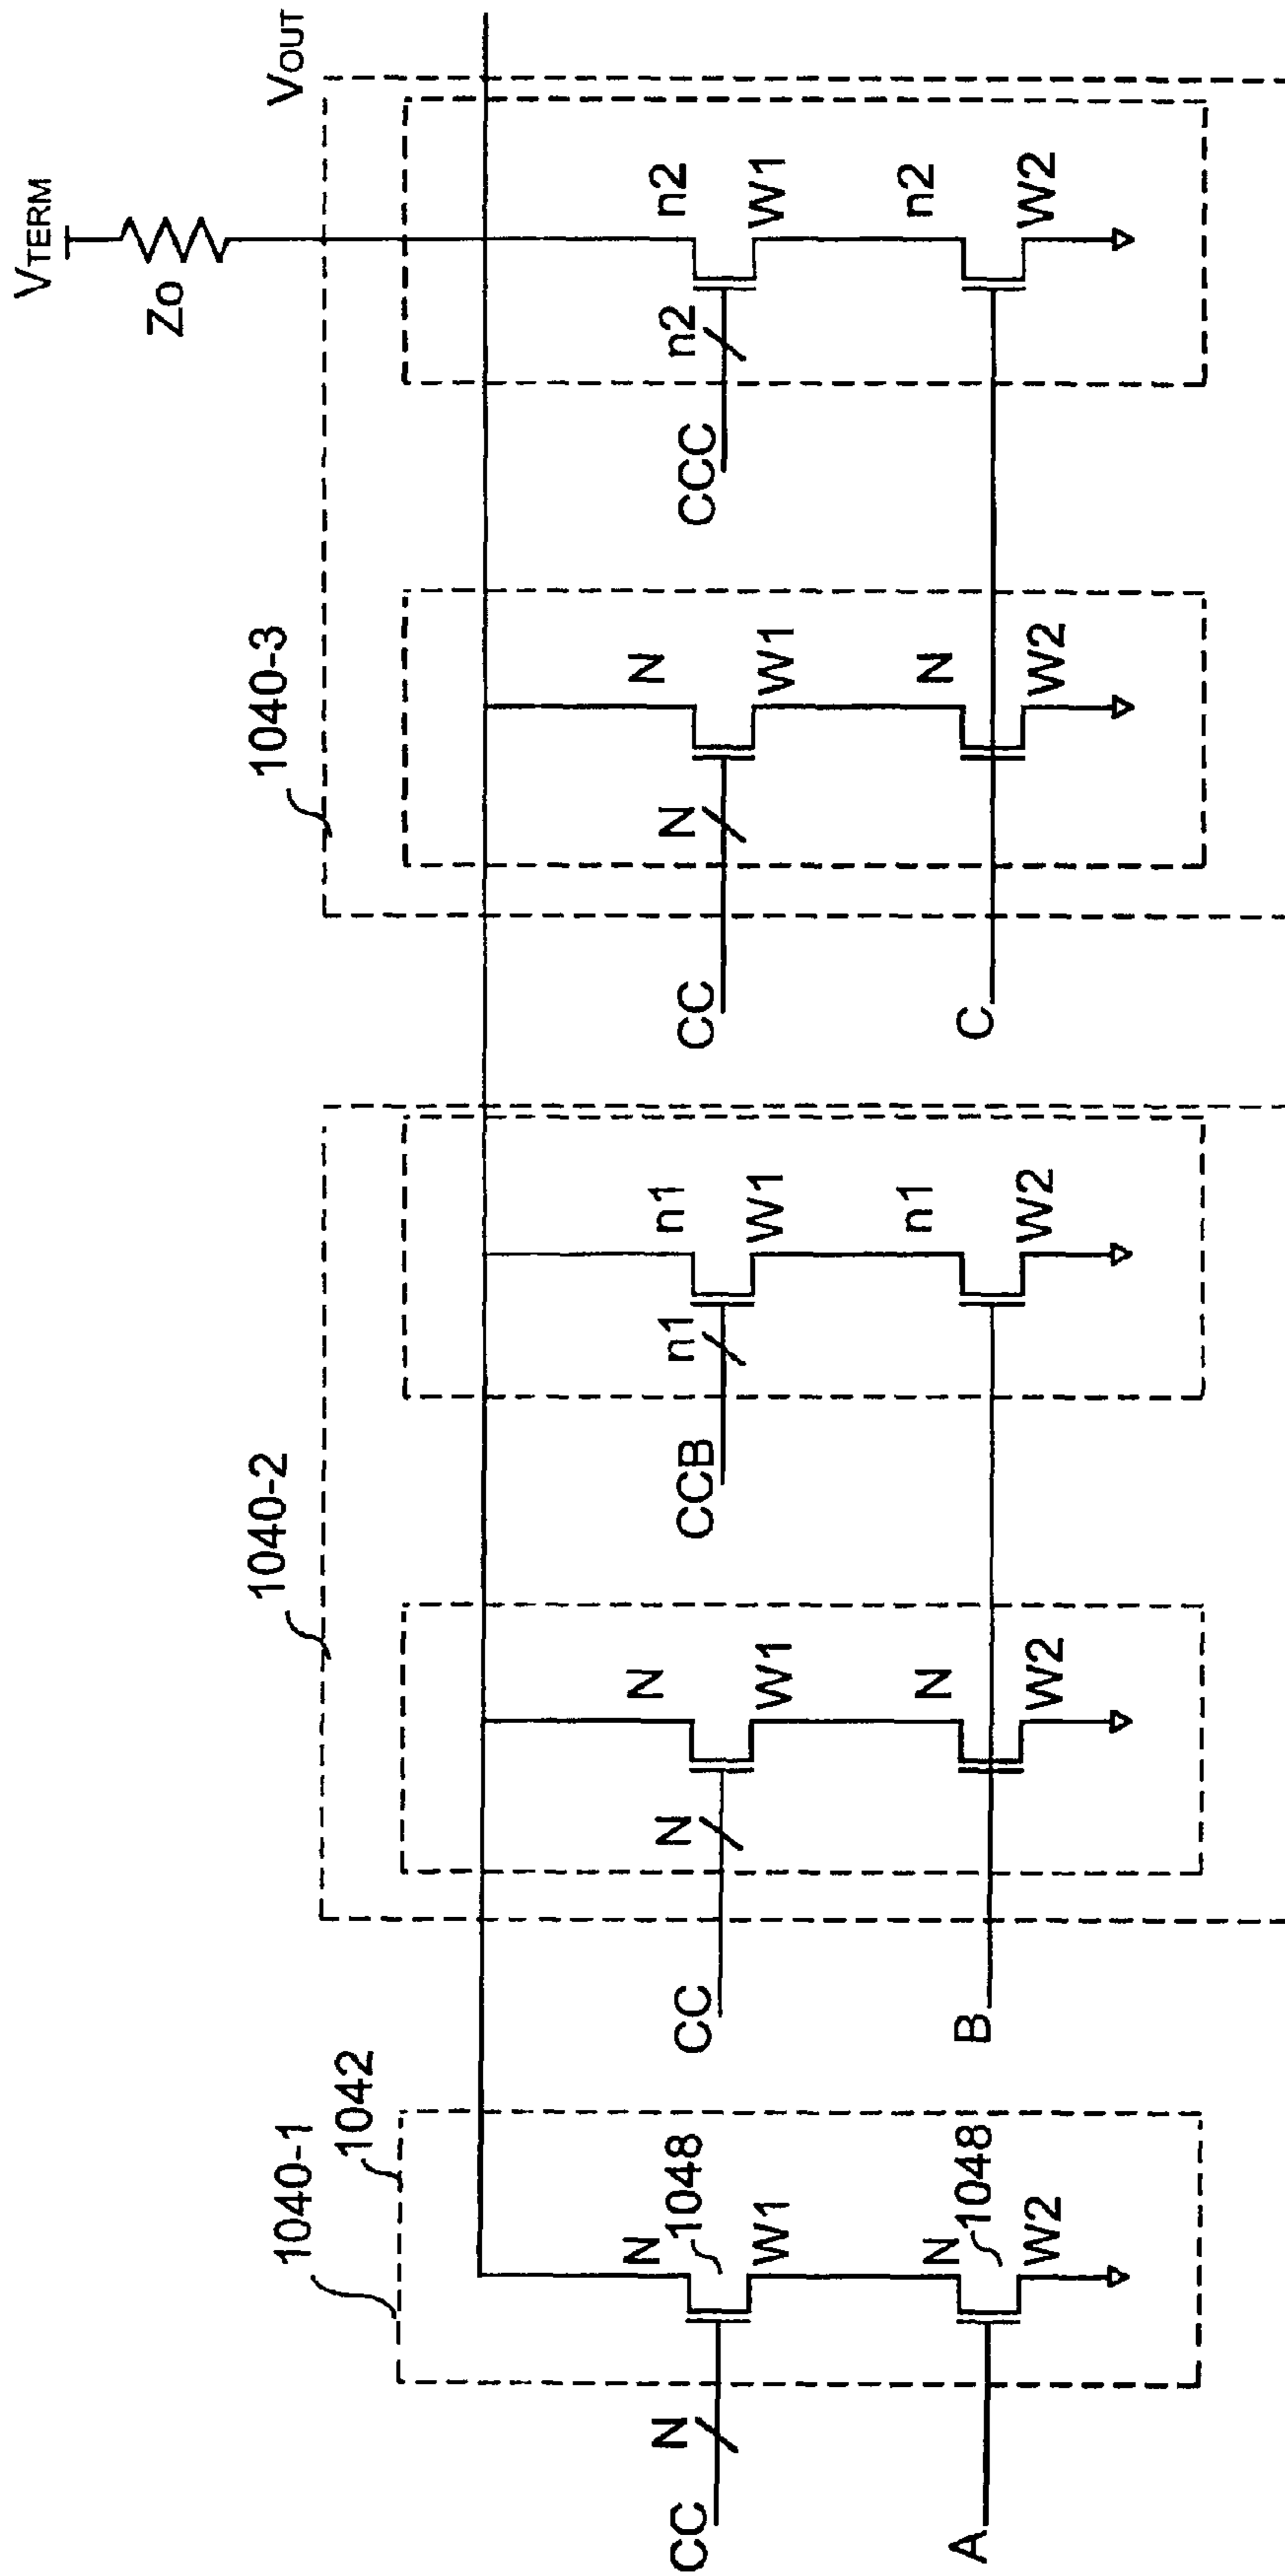 VTERM
Zo
VOUT
1040-1
1042
1040-2
1040-3
N
1048
W1
N
W1
n1
W1
N
W1
n2
W1
CC
N
CC
N
CCB
n1
CC
N
CCC
n2
N
1048
W2
N
W2
n1
W2
N
W2
n2
W2
A
B
C